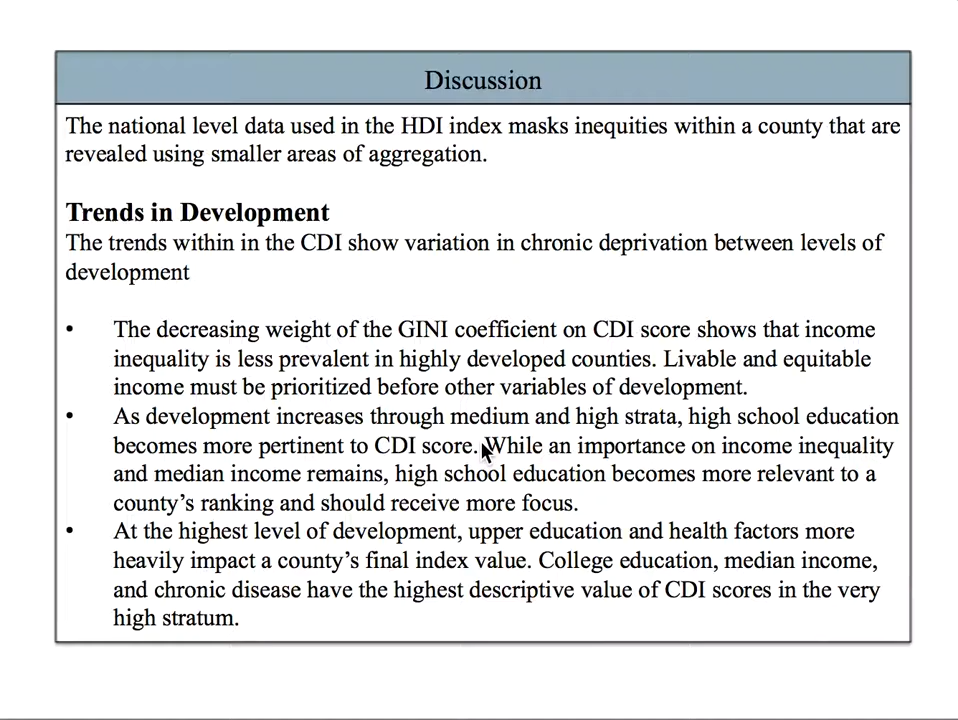 Discussion
The national level data used in the HDI index masks inequities within a county that are
revealed using smaller areas of aggregation.
Trends in Development
The trends within in the CDI show variation in chronic deprivation between levels of
development
• The decreasing weight of the GINI coefficient on CDI score shows that income
inequality is less prevalent in highly developed counties. Livable and equitable
income must be prioritized before other variables of development.
• As development increases through medium and high strata, high school education
becomes more pertinent to CDI score. While an importance on income inequality
and median income remains, high school education becomes more relevant to a
county’s ranking and should receive more focus.
• At the highest level of development, upper education and health factors more
heavily impact a county’s final index value. College education, median income,
and chronic disease have the highest descriptive value of CDI scores in the very
high stratum.